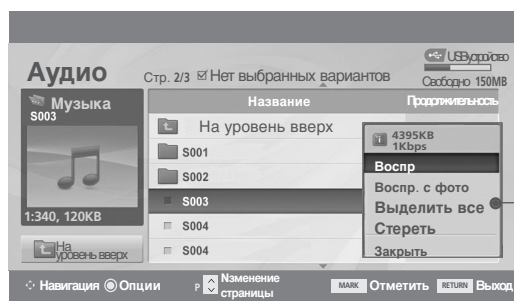 USBустройство
Аудио
Стр. 2/3 Нет выбранных вариантов
Свободно 150MB
Музыка
S003
Название
Продолжительность
На уровень вверх
S001
S002
S003
S004
S004
4395KB
1Kbps
Воспр
Воспр. с фото
Выделить все
Стереть
Закрыть
1:340, 120KB
На
уровень вверх
Навигация
Опции
P
Nзменение
страницы
MARK Отметить
RETURN Выход